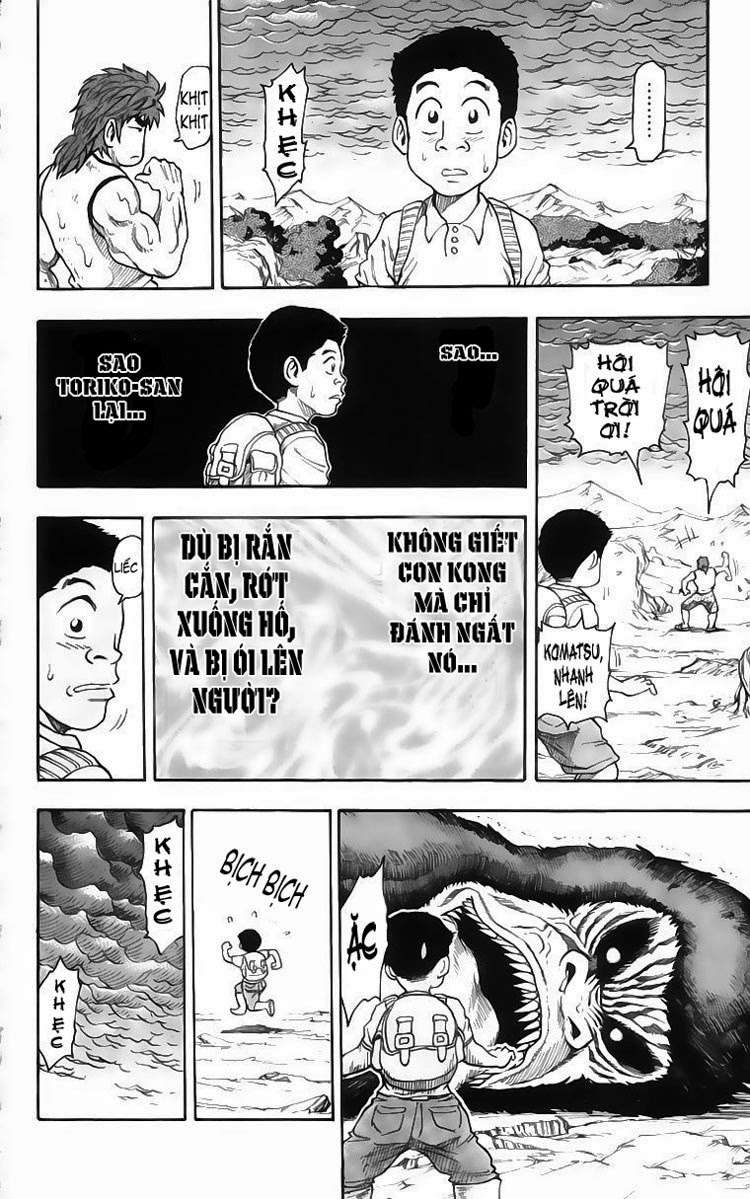 .......
KHẸC
KHỊT
KHỊT
HÔI
QUÁ
HÔI
QUÁ
TRỜI
ƠI!
KOMATSU,
NHANH
LÊN!
SAO...
SAO
TORIKO-SAN
LẠI...
KHÔNG GIẾT
CON KONG
MÀ CHỈ
ĐÁNH NGẤT
NÓ...
DÙ BỊ RẮN
CẮN, RỚT
XUỐNG HỐ,
VÀ BỊ ÓI LÊN
NGƯỜI?
LIẾC
ẶC
BỊCH BỊCH
KHẸC
KHẸC